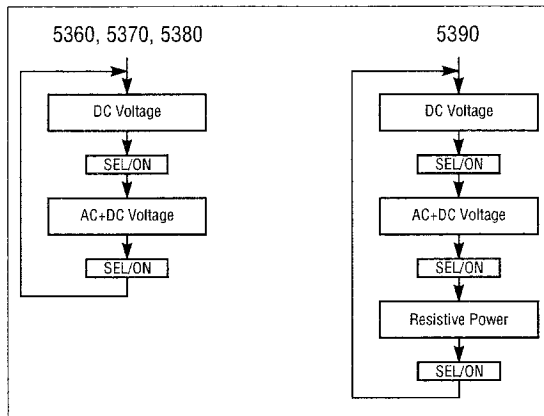 5360, 5370, 5380
DC Voltage
SEL/ON
AC+DC Voltage
SEL/ON
5390
DC Voltage
SEL/ON
AC+DC Voltage
SEL/ON
Resistive Power
SEL/ON